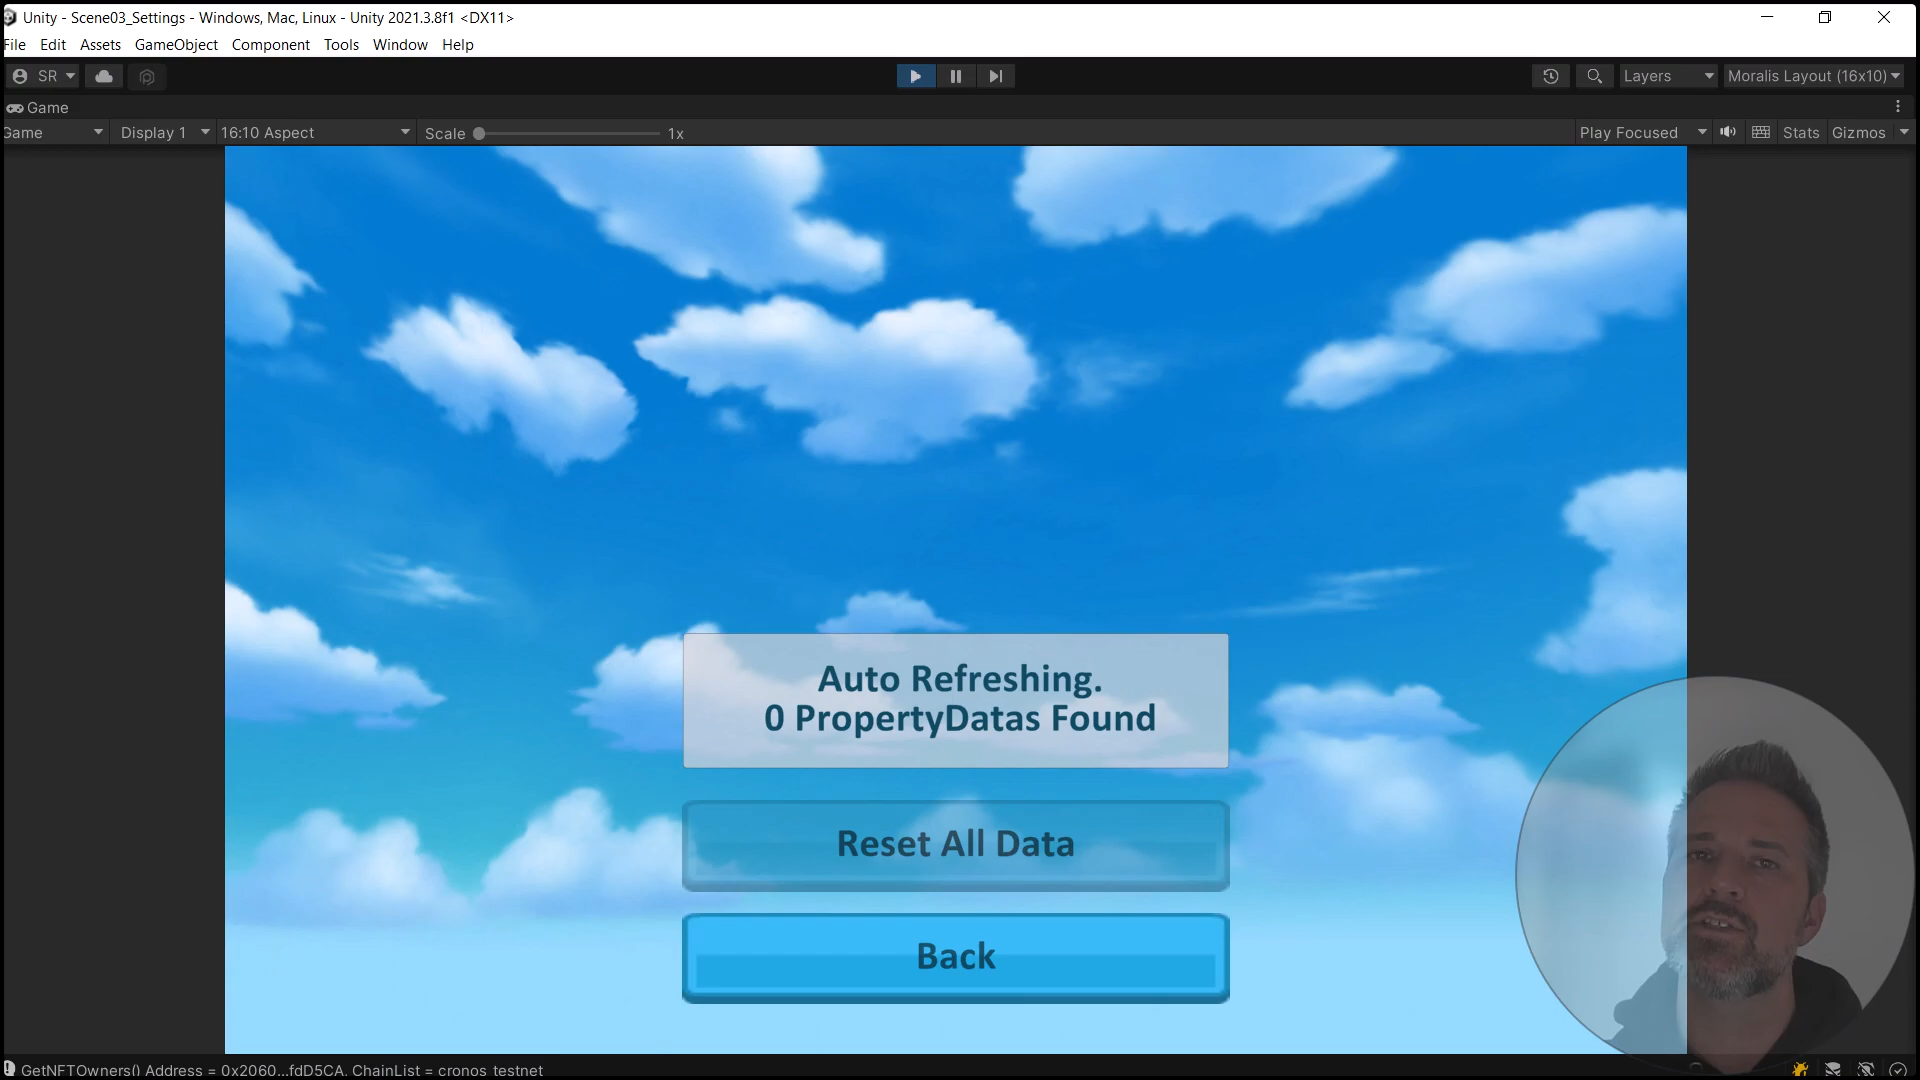 Unity - Scene03_Settings - Windows, Mac, Linux - Unity 2021.3.8f1 <DX11>
File Edit Assets GameObject Component Tools Window Help
SR Layers Moralis Layout (16x10)
Game
Game Display 1 16:10 Aspect Scale 1x Play Focused Stats Gizmos
Auto Refreshing.
0 PropertyDatas Found
Reset All Data
Back
GetNFTOwners() Address = 0x2060...fdD5CA. ChainList = cronos_testnet